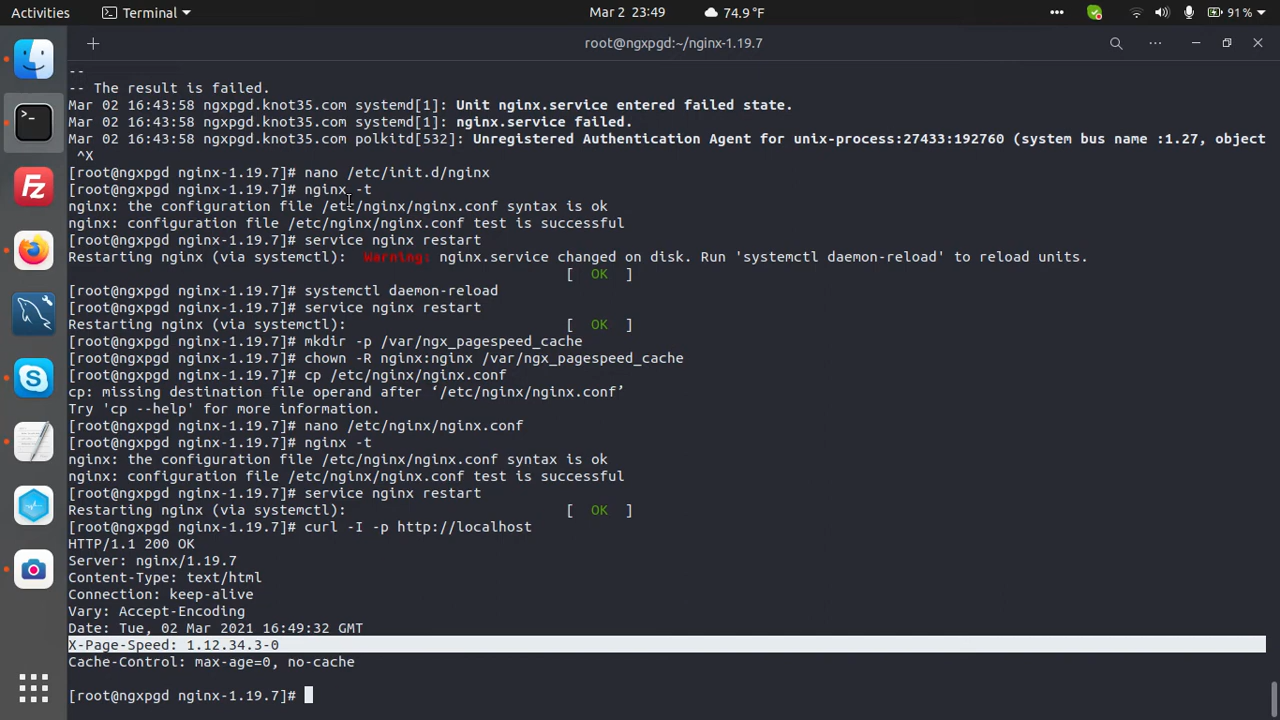 Activities
Terminal
Mar 2 23:49
74.9 °F
91 %
root@ngxpgd:~/nginx-1.19.7
--
-- The result is failed.
Mar 02 16:43:58 ngxpgd.knot35.com systemd[1]: Unit nginx.service entered failed state.
Mar 02 16:43:58 ngxpgd.knot35.com systemd[1]: nginx.service failed.
Mar 02 16:43:58 ngxpgd.knot35.com polkitd[532]: Unregistered Authentication Agent for unix-process:27433:192760 (system bus name :1.27, object
^X
[root@ngxpgd nginx-1.19.7]# nano /etc/init.d/nginx
[root@ngxpgd nginx-1.19.7]# nginx -t
nginx: the configuration file /etc/nginx/nginx.conf syntax is ok
nginx: configuration file /etc/nginx/nginx.conf test is successful
[root@ngxpgd nginx-1.19.7]# service nginx restart
Restarting nginx (via systemctl):  Warning: nginx.service changed on disk. Run 'systemctl daemon-reload' to reload units.
[  OK  ]
[root@ngxpgd nginx-1.19.7]# systemctl daemon-reload
[root@ngxpgd nginx-1.19.7]# service nginx restart
Restarting nginx (via systemctl):                          [  OK  ]
[root@ngxpgd nginx-1.19.7]# mkdir -p /var/ngx_pagespeed_cache
[root@ngxpgd nginx-1.19.7]# chown -R nginx:nginx /var/ngx_pagespeed_cache
[root@ngxpgd nginx-1.19.7]# cp /etc/nginx/nginx.conf
cp: missing destination file operand after ‘/etc/nginx/nginx.conf’
Try 'cp --help' for more information.
[root@ngxpgd nginx-1.19.7]# nano /etc/nginx/nginx.conf
[root@ngxpgd nginx-1.19.7]# nginx -t
nginx: the configuration file /etc/nginx/nginx.conf syntax is ok
nginx: configuration file /etc/nginx/nginx.conf test is successful
[root@ngxpgd nginx-1.19.7]# service nginx restart
Restarting nginx (via systemctl):                          [  OK  ]
[root@ngxpgd nginx-1.19.7]# curl -I -p http://localhost
HTTP/1.1 200 OK
Server: nginx/1.19.7
Content-Type: text/html
Connection: keep-alive
Vary: Accept-Encoding
Date: Tue, 02 Mar 2021 16:49:32 GMT
X-Page-Speed: 1.12.34.3-0
Cache-Control: max-age=0, no-cache
[root@ngxpgd nginx-1.19.7]#